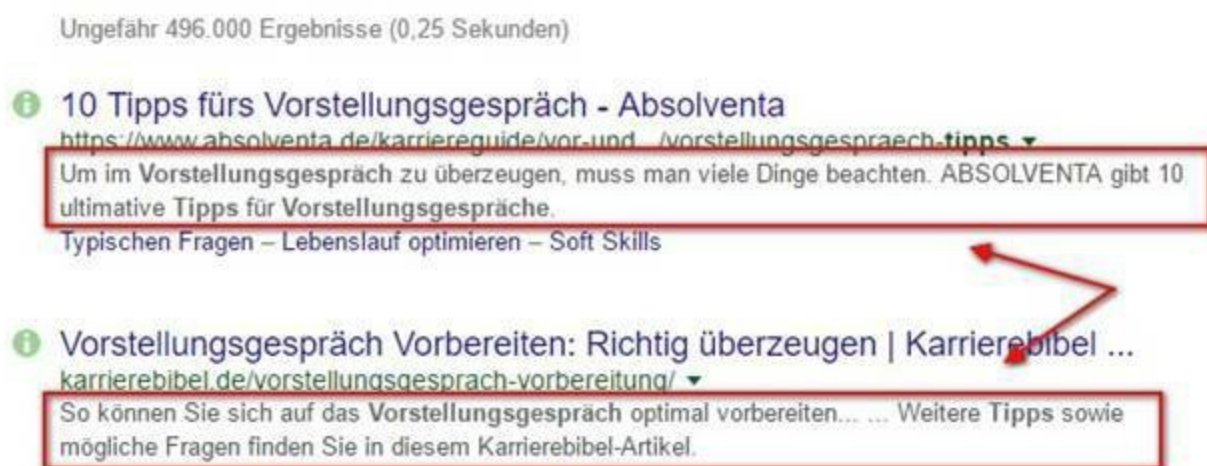 Ungefähr 496.000 Ergebnisse (0,25 Sekunden)
10 Tipps fürs Vorstellungsgespräch - Absolventa
https://www.absolventa.de/karriereguide/vor-und.../vorstellungsgespraech-tipps
Um im Vorstellungsgespräch zu überzeugen, muss man viele Dinge beachten. ABSOLVENTA gibt 10
ultimative Tipps für Vorstellungsgespräche.
Typischen Fragen – Lebenslauf optimieren – Soft Skills
Vorstellungsgespräch Vorbereiten: Richtig überzeugen | Karrierebibel ...
karrierebibel.de/vorstellungsgesprach-vorbereitung/
So können Sie sich auf das Vorstellungsgespräch optimal vorbereiten... ... Weitere Tipps sowie
mögliche Fragen finden Sie in diesem Karrierebibel-Artikel.